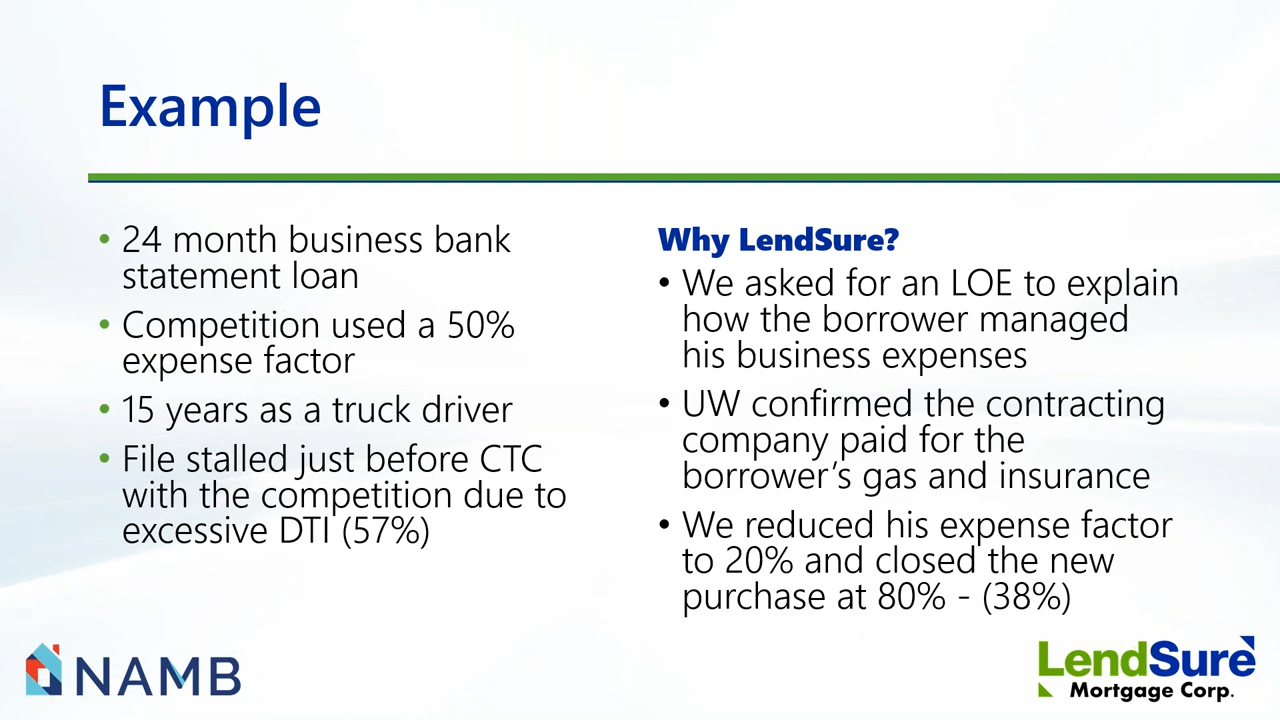 Example
• 24 month business bank
statement loan
• Competition used a 50%
expense factor
• 15 years as a truck driver
• File stalled just before CTC
with the competition due to
excessive DTI (57%)
Why LendSure?
• We asked for an LOE to explain
how the borrower managed
his business expenses
• UW confirmed the contracting
company paid for the
borrower’s gas and insurance
• We reduced his expense factor
to 20% and closed the new
purchase at 80% - (38%)
NAMB
LendSure
Mortgage Corp.